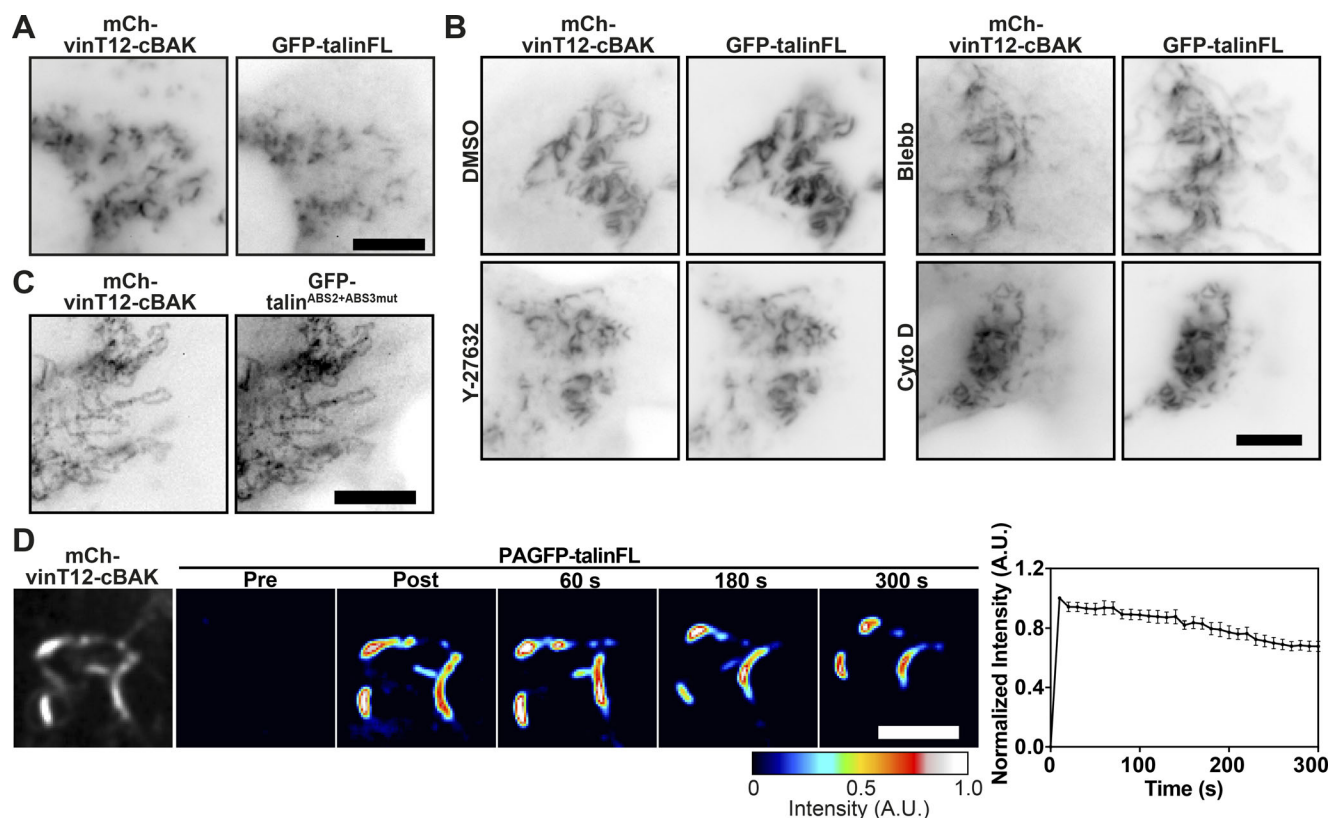 A
mCh-
vinT12-cBAK
GFP-talinFL
B
mCh-
vinT12-cBAK
GFP-talinFL
mCh-
vinT12-cBAK
GFP-talinFL
DMSO
Blebb
Y-27632
Cyto D
C
mCh-
vinT12-cBAK
GFP-
talinABS2+ABS3mut
D
mCh-
vinT12-cBAK
PAGFP-talinFL
Pre
Post
60 s
180 s
300 s
0
0.5
1.0
Intensity (A.U.)
Normalized Intensity (A.U.)
1.2
0.8
0.4
0.0
0
100
200
300
Time (s)